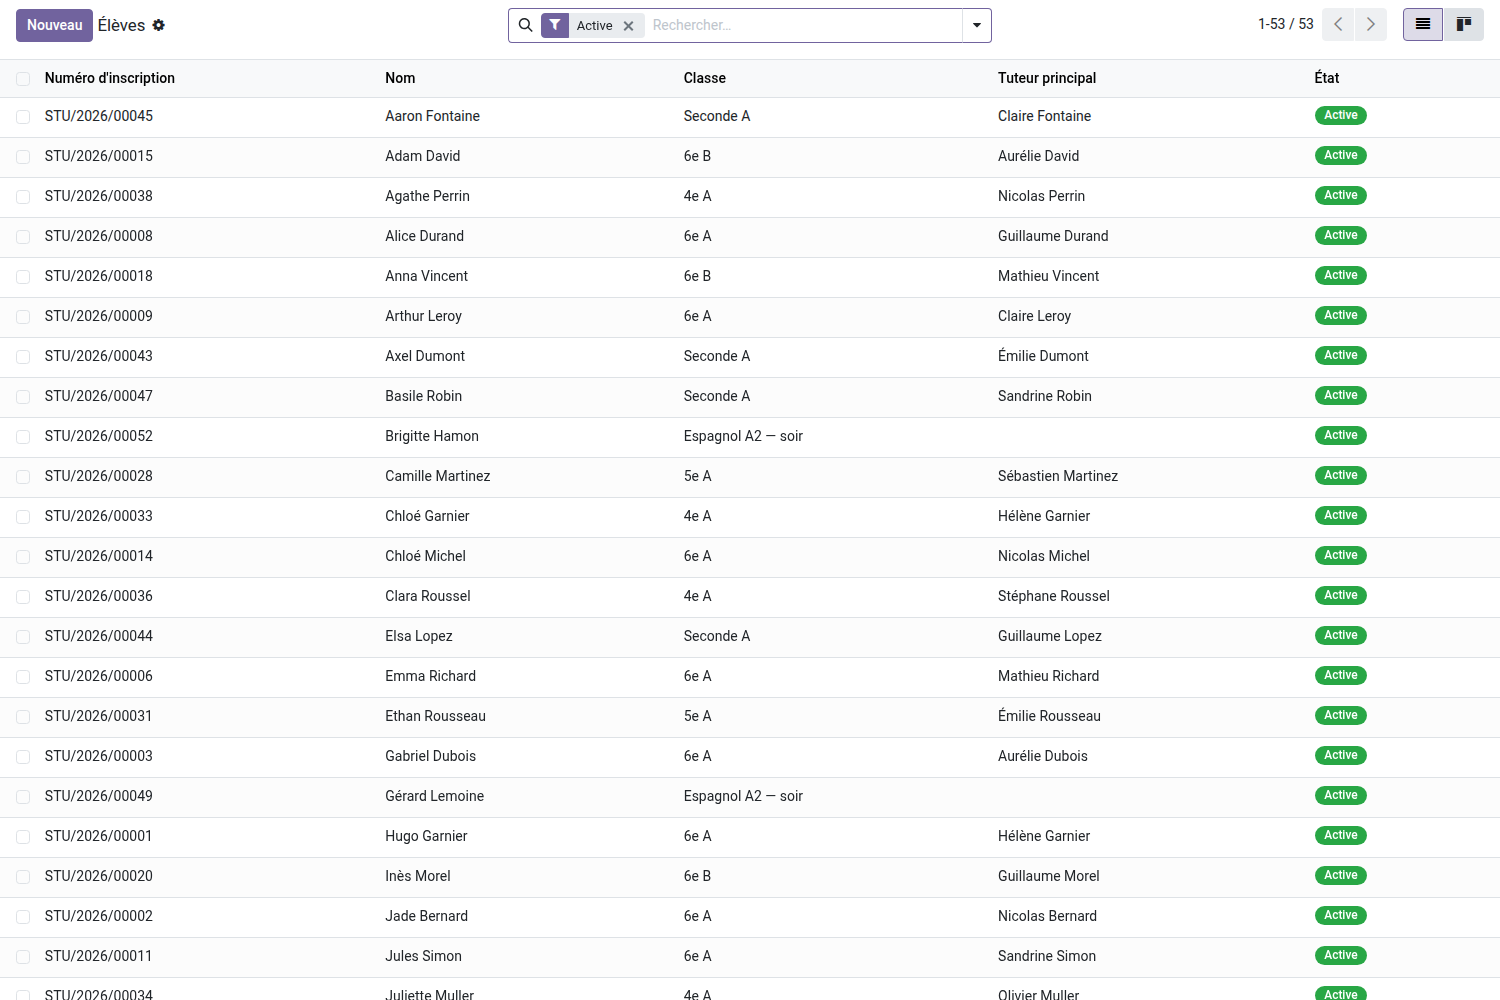 Nouveau Élèves Active Rechercher... 1-53 / 53
Numéro d'inscription Nom Classe Tuteur principal État
STU/2026/00045 Aaron Fontaine Seconde A Claire Fontaine Active
STU/2026/00015 Adam David 6e B Aurélie David Active
STU/2026/00038 Agathe Perrin 4e A Nicolas Perrin Active
STU/2026/00008 Alice Durand 6e A Guillaume Durand Active
STU/2026/00018 Anna Vincent 6e B Mathieu Vincent Active
STU/2026/00009 Arthur Leroy 6e A Claire Leroy Active
STU/2026/00043 Axel Dumont Seconde A Émilie Dumont Active
STU/2026/00047 Basile Robin Seconde A Sandrine Robin Active
STU/2026/00052 Brigitte Hamon Espagnol A2 — soir Active
STU/2026/00028 Camille Martinez 5e A Sébastien Martinez Active
STU/2026/00033 Chloé Garnier 4e A Hélène Garnier Active
STU/2026/00014 Chloé Michel 6e A Nicolas Michel Active
STU/2026/00036 Clara Roussel 4e A Stéphane Roussel Active
STU/2026/00044 Elsa Lopez Seconde A Guillaume Lopez Active
STU/2026/00006 Emma Richard 6e A Mathieu Richard Active
STU/2026/00031 Ethan Rousseau 5e A Émilie Rousseau Active
STU/2026/00003 Gabriel Dubois 6e A Aurélie Dubois Active
STU/2026/00049 Gérard Lemoine Espagnol A2 — soir Active
STU/2026/00001 Hugo Garnier 6e A Hélène Garnier Active
STU/2026/00020 Inès Morel 6e B Guillaume Morel Active
STU/2026/00002 Jade Bernard 6e A Nicolas Bernard Active
STU/2026/00011 Jules Simon 6e A Sandrine Simon Active
STU/2026/00034 Juliette Muller 4e A Olivier Muller Active